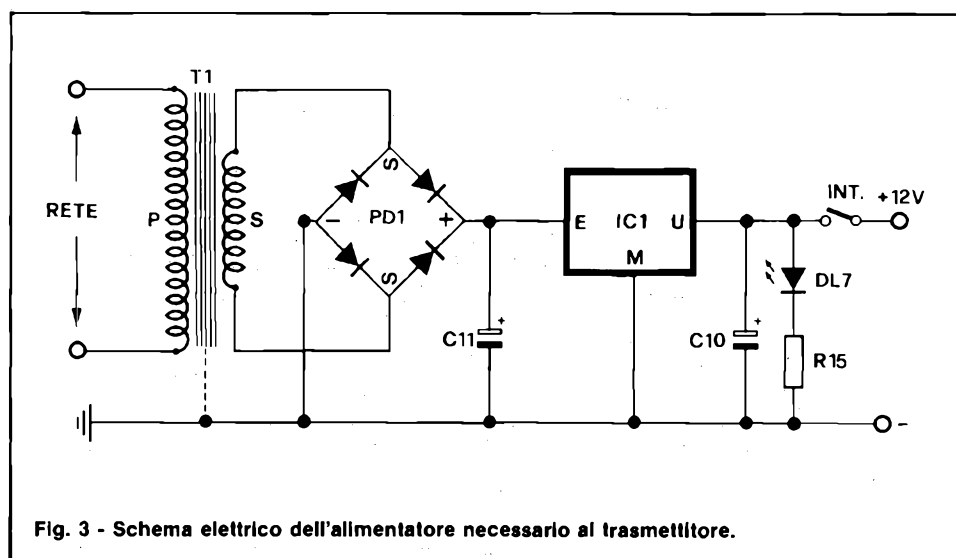 T1
RETE
P
S
S
PD1
-
+
S
E
IC1
U
M
INT.
+12V
DL7
C11
+
C10
+
R15
-
Fig. 3 - Schema elettrico dell'alimentatore necessario al trasmettitore.